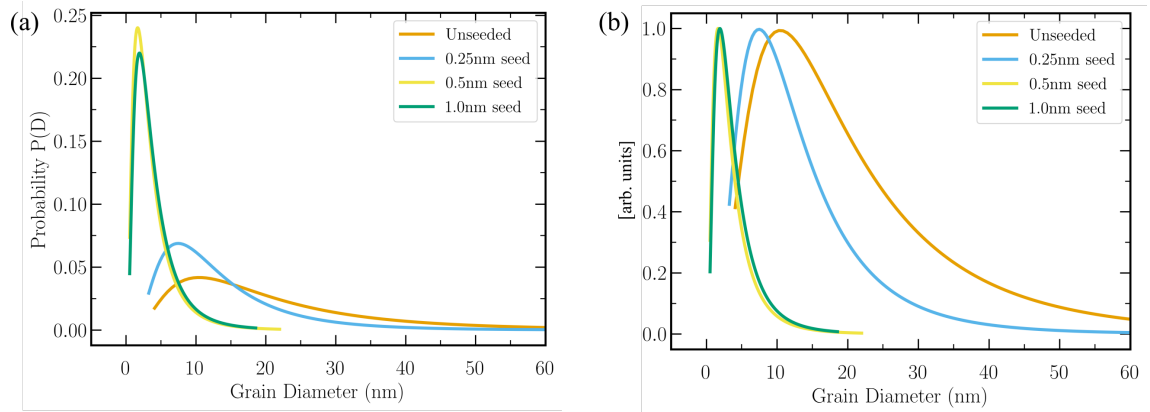 (a)
0.25
0.20
0.15
0.10
0.05
0.00
Probability P(D)
Unseeded
0.25nm seed
0.5nm seed
1.0nm seed
0
10
20
30
40
50
60
Grain Diameter (nm)
(b)
1.0
0.8
0.6
0.4
0.2
0.0
[arb. units]
Unseeded
0.25nm seed
0.5nm seed
1.0nm seed
0
10
20
30
40
50
60
Grain Diameter (nm)